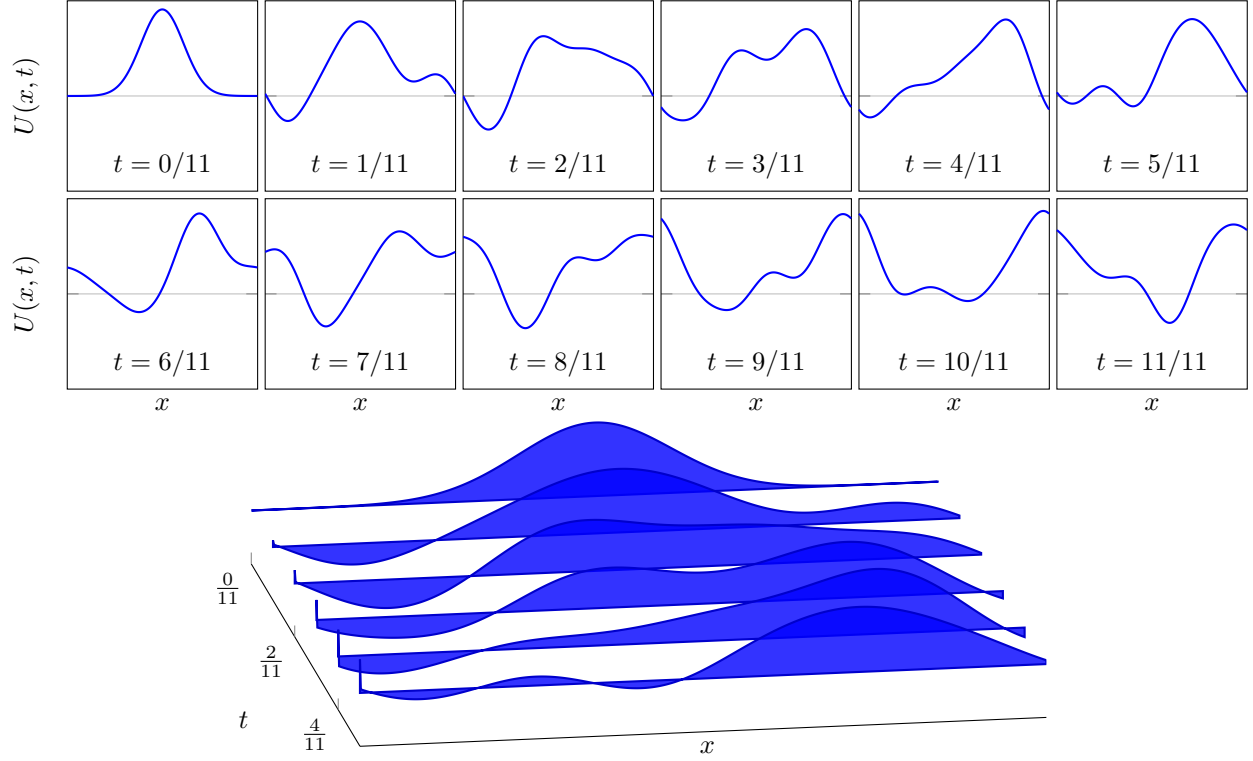 U(x, t)
t = 0/11
t = 1/11
t = 2/11
t = 3/11
t = 4/11
t = 5/11
U(x, t)
t = 6/11
t = 7/11
t = 8/11
t = 9/11
t = 10/11
t = 11/11
x
x
x
x
x
x
0/11
2/11
4/11
t
x